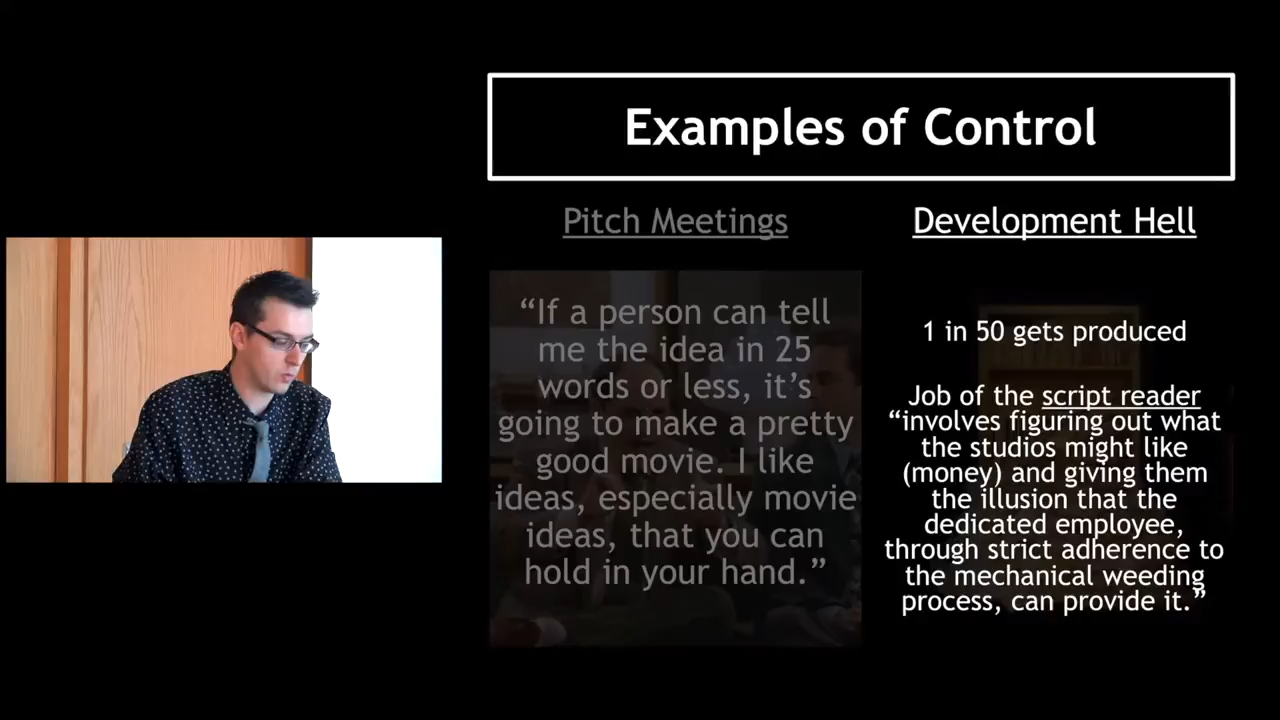 Examples of Control
Pitch Meetings
“If a person can tell
me the idea in 25
words or less, it’s
going to make a pretty
good movie. I like
ideas, especially movie
ideas, that you can
hold in your hand.”
Development Hell
1 in 50 gets produced
Job of the script reader
“involves figuring out what
the studios might like
(money) and giving them
the illusion that the
dedicated employee,
through strict adherence to
the mechanical weeding
process, can provide it.”